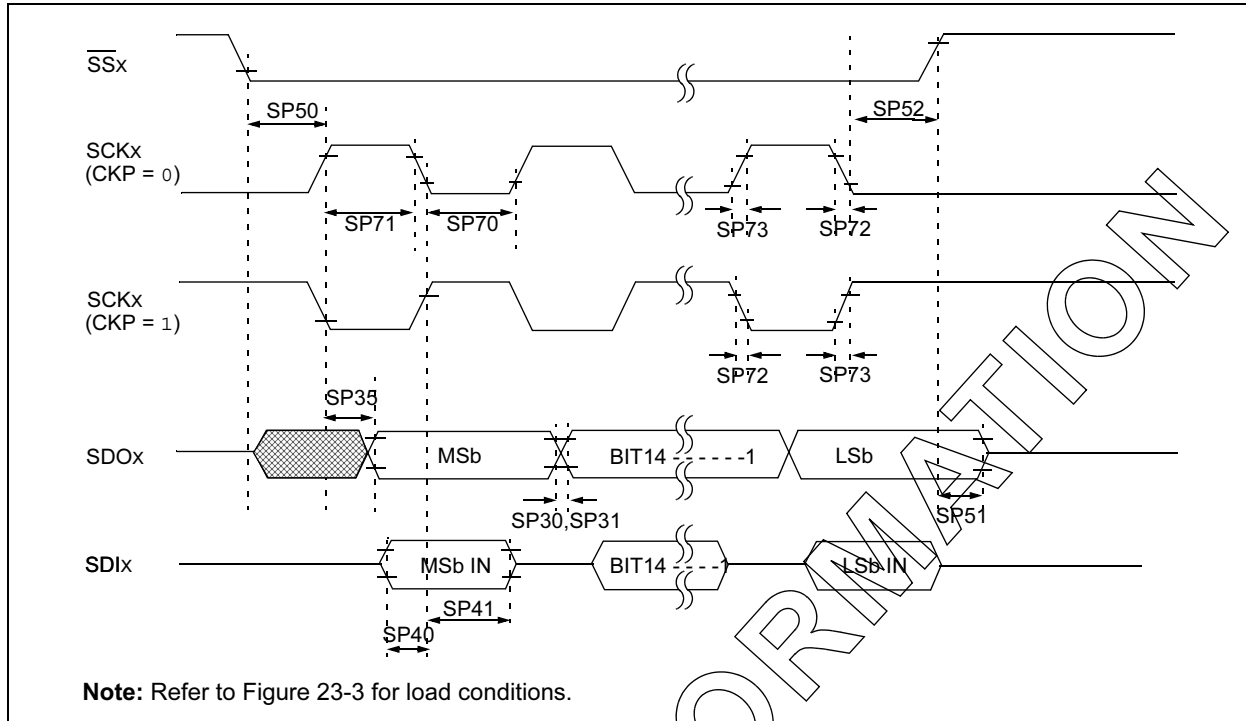 SSx
SP50
SP52
SCKx
(CKP = 0)
SP71
SP70
SP73
SP72
SCKx
(CKP = 1)
SP72
SP73
SP35
SDOx
MSb
BIT14 - - - - - -1
LSb
SP30,SP31
SP51
SDIx
MSb IN
BIT14 - - - - -1
LSb IN
SP41
SP40
Note: Refer to Figure 23-3 for load conditions.
ORMATION